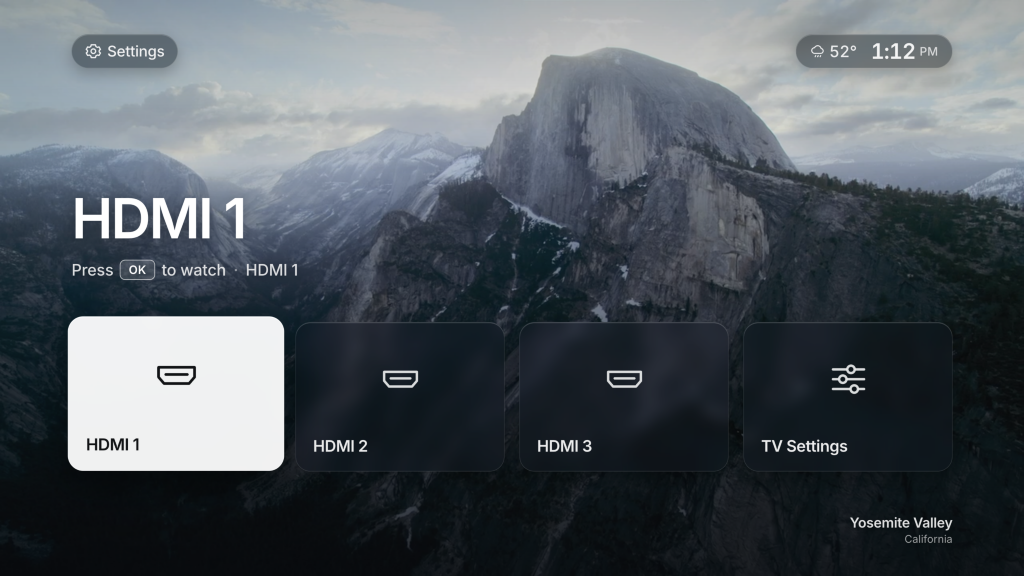 Settings
52° 1:12 PM
HDMI 1
Press OK to watch · HDMI 1
HDMI 1
HDMI 2
HDMI 3
TV Settings
Yosemite Valley
California